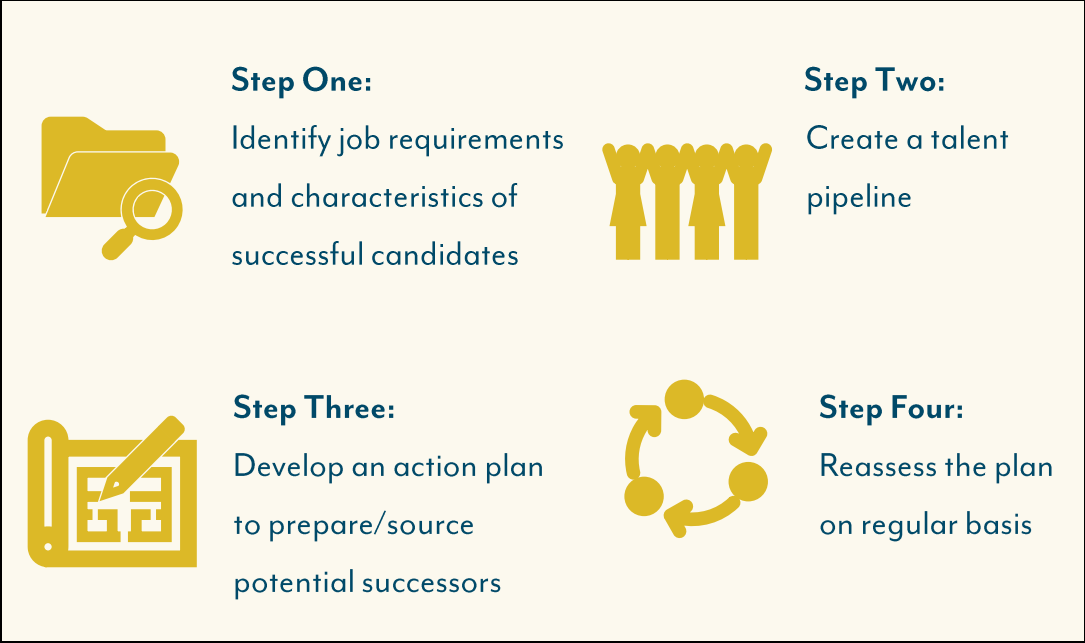 Step One:
Identify job requirements
and characteristics of
successful candidates
Step Two:
Create a talent
pipeline
Step Three:
Develop an action plan
to prepare/source
potential successors
Step Four:
Reassess the plan
on regular basis